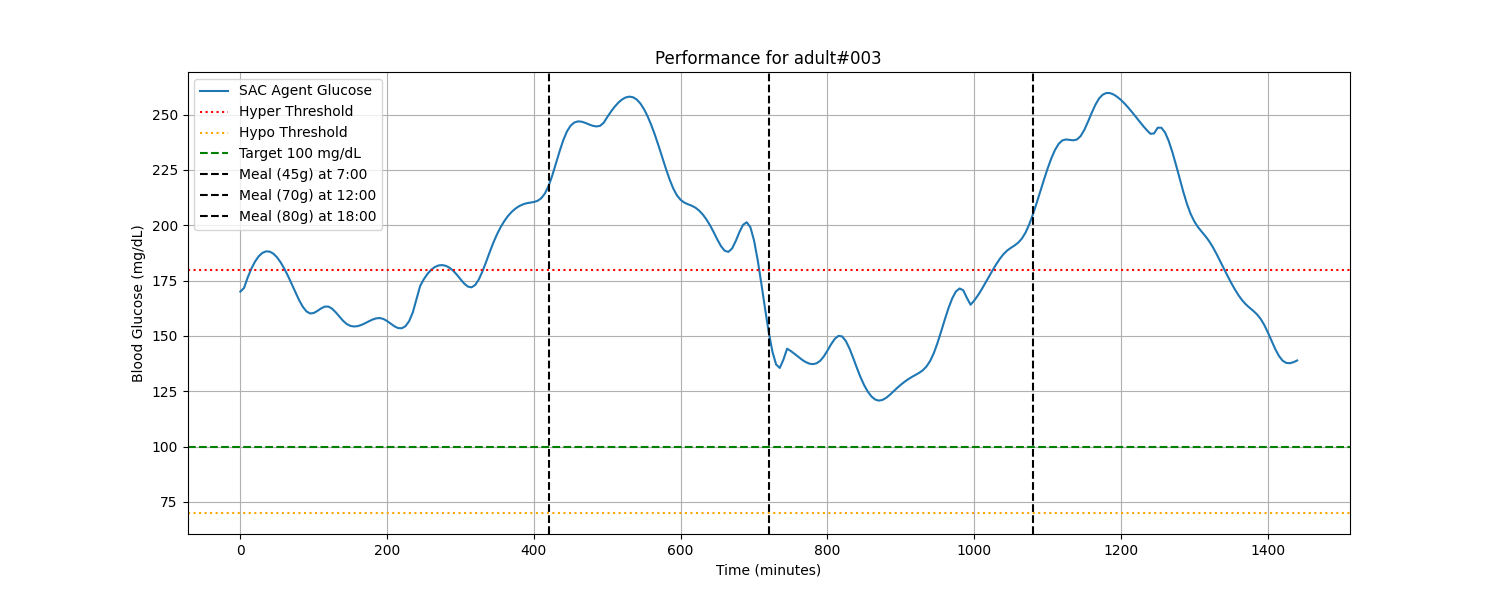 Performance for adult#003
SAC Agent Glucose
Hyper Threshold
Hypo Threshold
Target 100 mg/dL
Meal (45g) at 7:00
Meal (70g) at 12:00
Meal (80g) at 18:00
Blood Glucose (mg/dL)
250
225
200
175
150
125
100
75
0 200 400 600 800 1000 1200 1400
Time (minutes)